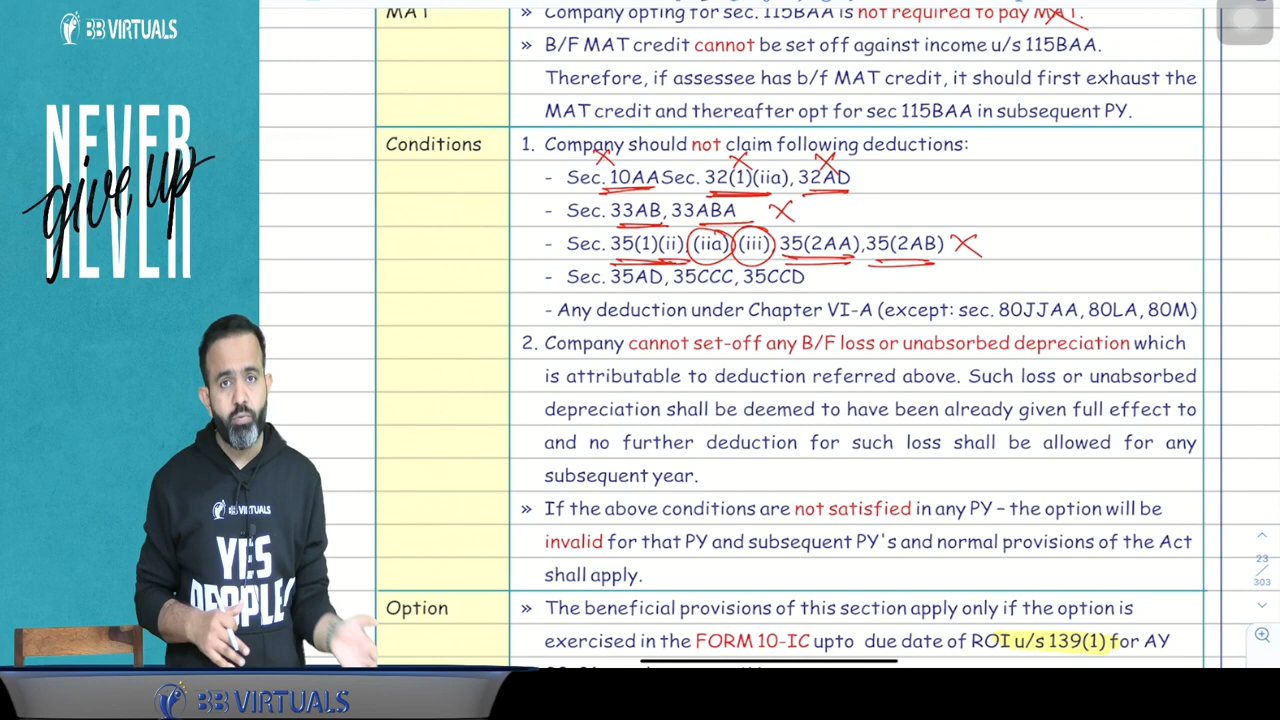 BB VIRTUALS
NEVER
give up
NEVER
BB VIRTUALS
YES
PEOPLE!
BB VIRTUALS
MAT
» Company opting for sec. 115BAA is not required to pay MAT.
» B/F MAT credit cannot be set off against income u/s 115BAA.
Therefore, if assessee has b/f MAT credit, it should first exhaust the
MAT credit and thereafter opt for sec 115BAA in subsequent PY.
Conditions
1. Company should not claim following deductions:
- Sec. 10AASec. 32(1)(iia), 32AD
- Sec. 33AB, 33ABA
- Sec. 35(1)(ii) (iia) (iii) 35(2AA),35(2AB)
- Sec. 35AD, 35CCC, 35CCD
- Any deduction under Chapter VI-A (except: sec. 80JJAA, 80LA, 80M)
2. Company cannot set-off any B/F loss or unabsorbed depreciation which
is attributable to deduction referred above. Such loss or unabsorbed
depreciation shall be deemed to have been already given full effect to
and no further deduction for such loss shall be allowed for any
subsequent year.
» If the above conditions are not satisfied in any PY – the option will be
invalid for that PY and subsequent PY's and normal provisions of the Act
shall apply.
Option
» The beneficial provisions of this section apply only if the option is
exercised in the FORM 10-IC upto due date of ROI u/s 139(1) for AY
23
303